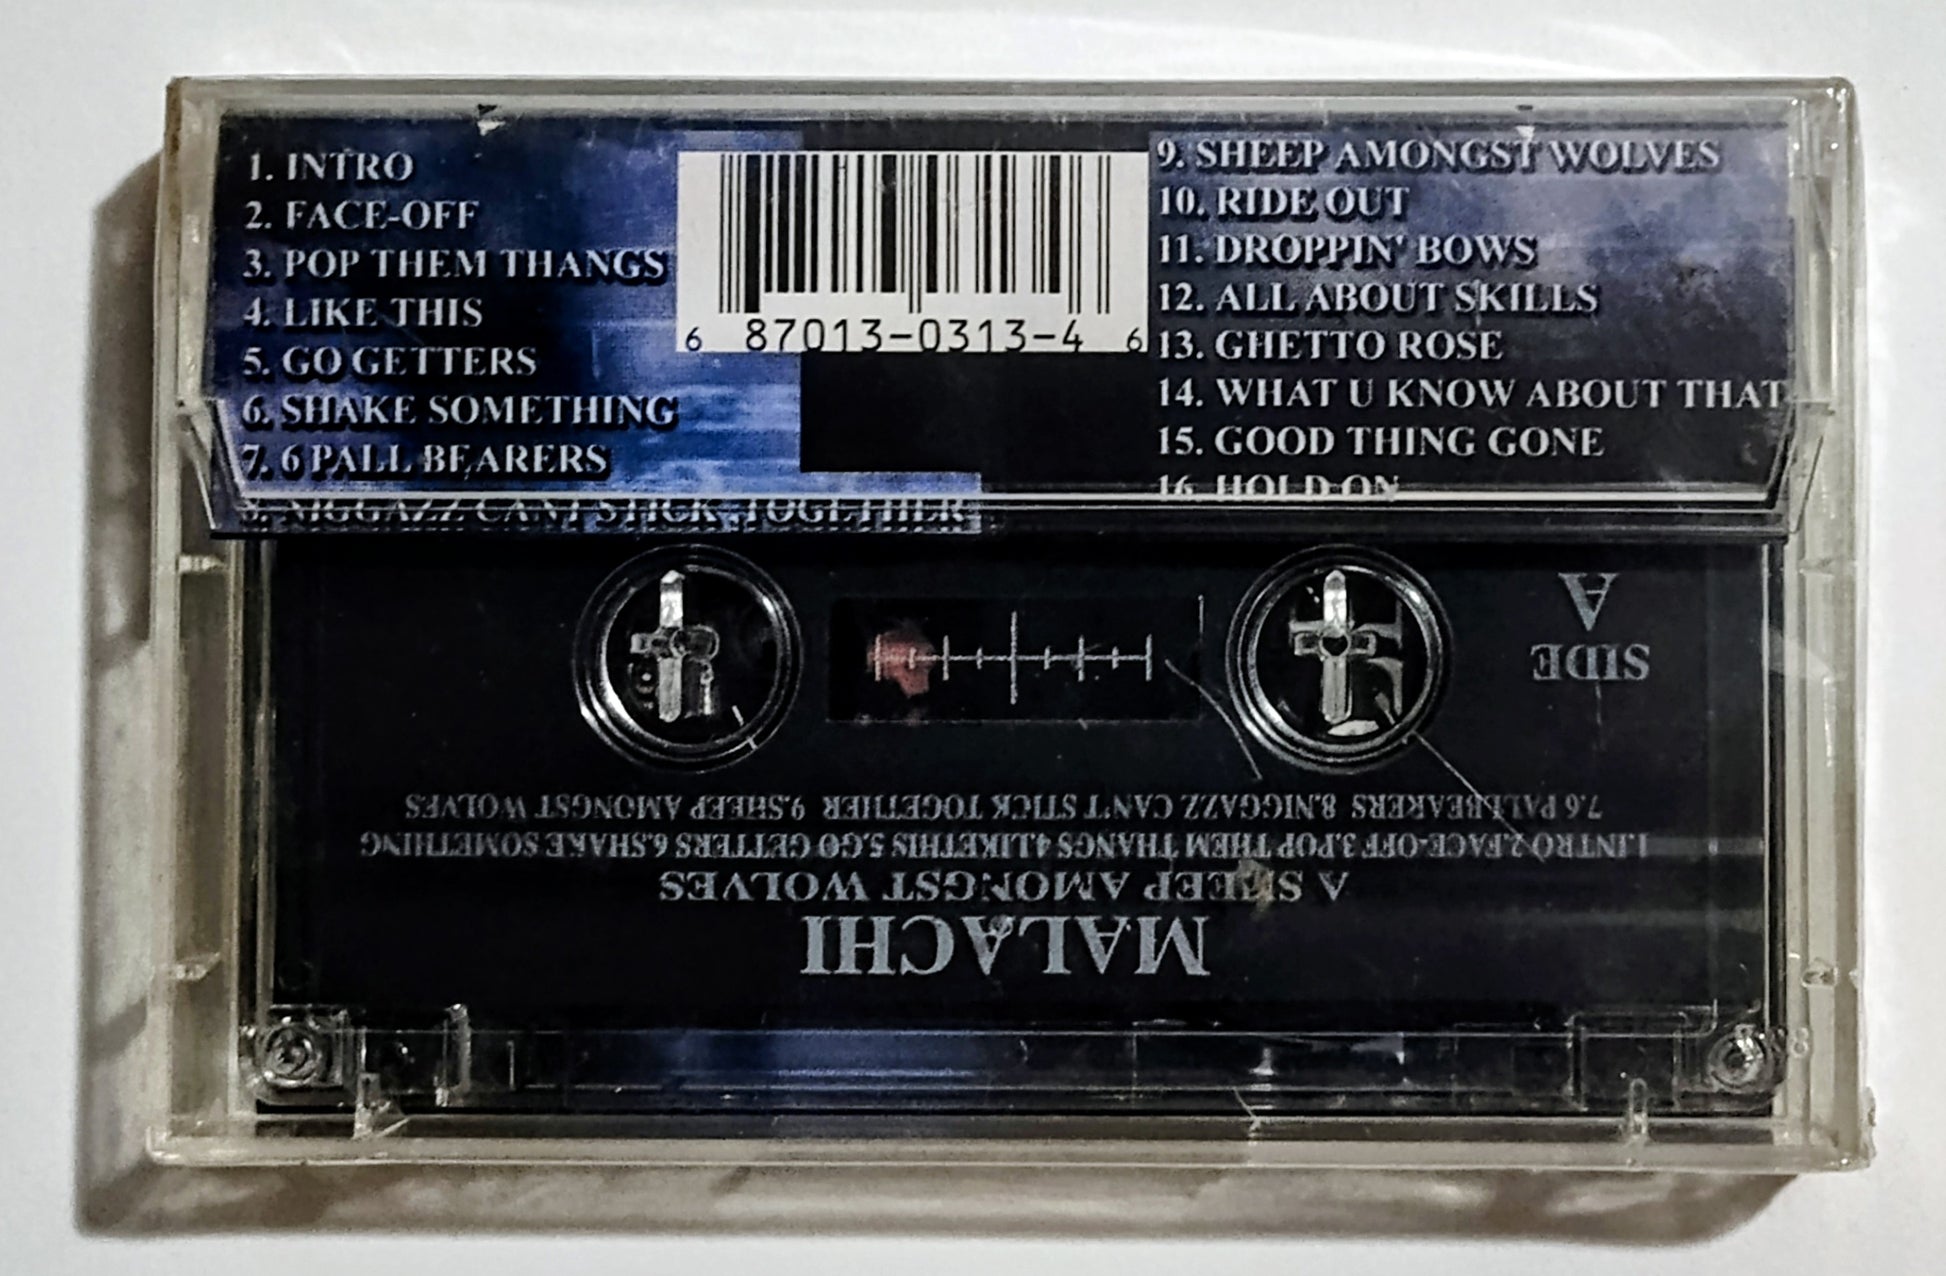 1. INTRO
2. FACE-OFF
3. POP THEM THANGS
4. LIKE THIS
5. GO GETTERS
6. SHAKE SOMETHING
7. 6 PALL BEARERS
8. NIGGAZZ CAN'T STICK TOGETHER
6 87013-0313-4 6
9. SHEEP AMONGST WOLVES
10. RIDE OUT
11. DROPPIN' BOWS
12. ALL ABOUT SKILLS
13. GHETTO ROSE
14. WHAT U KNOW ABOUT THAT
15. GOOD THING GONE
16. HOLD ON
MALACHI
A SHEEP AMONGST WOLVES
1.INTRO 2.FACE-OFF 3.POP THEM THANGS 4.LIKETHIS 5.GO GETTERS 6.SHAKE SOMETHING
7.6 PALLBEARERS 8.NIGGAZZ CAN'T STICK TOGETHER 9.SHEEP AMONGST WOLVES
SIDE
A